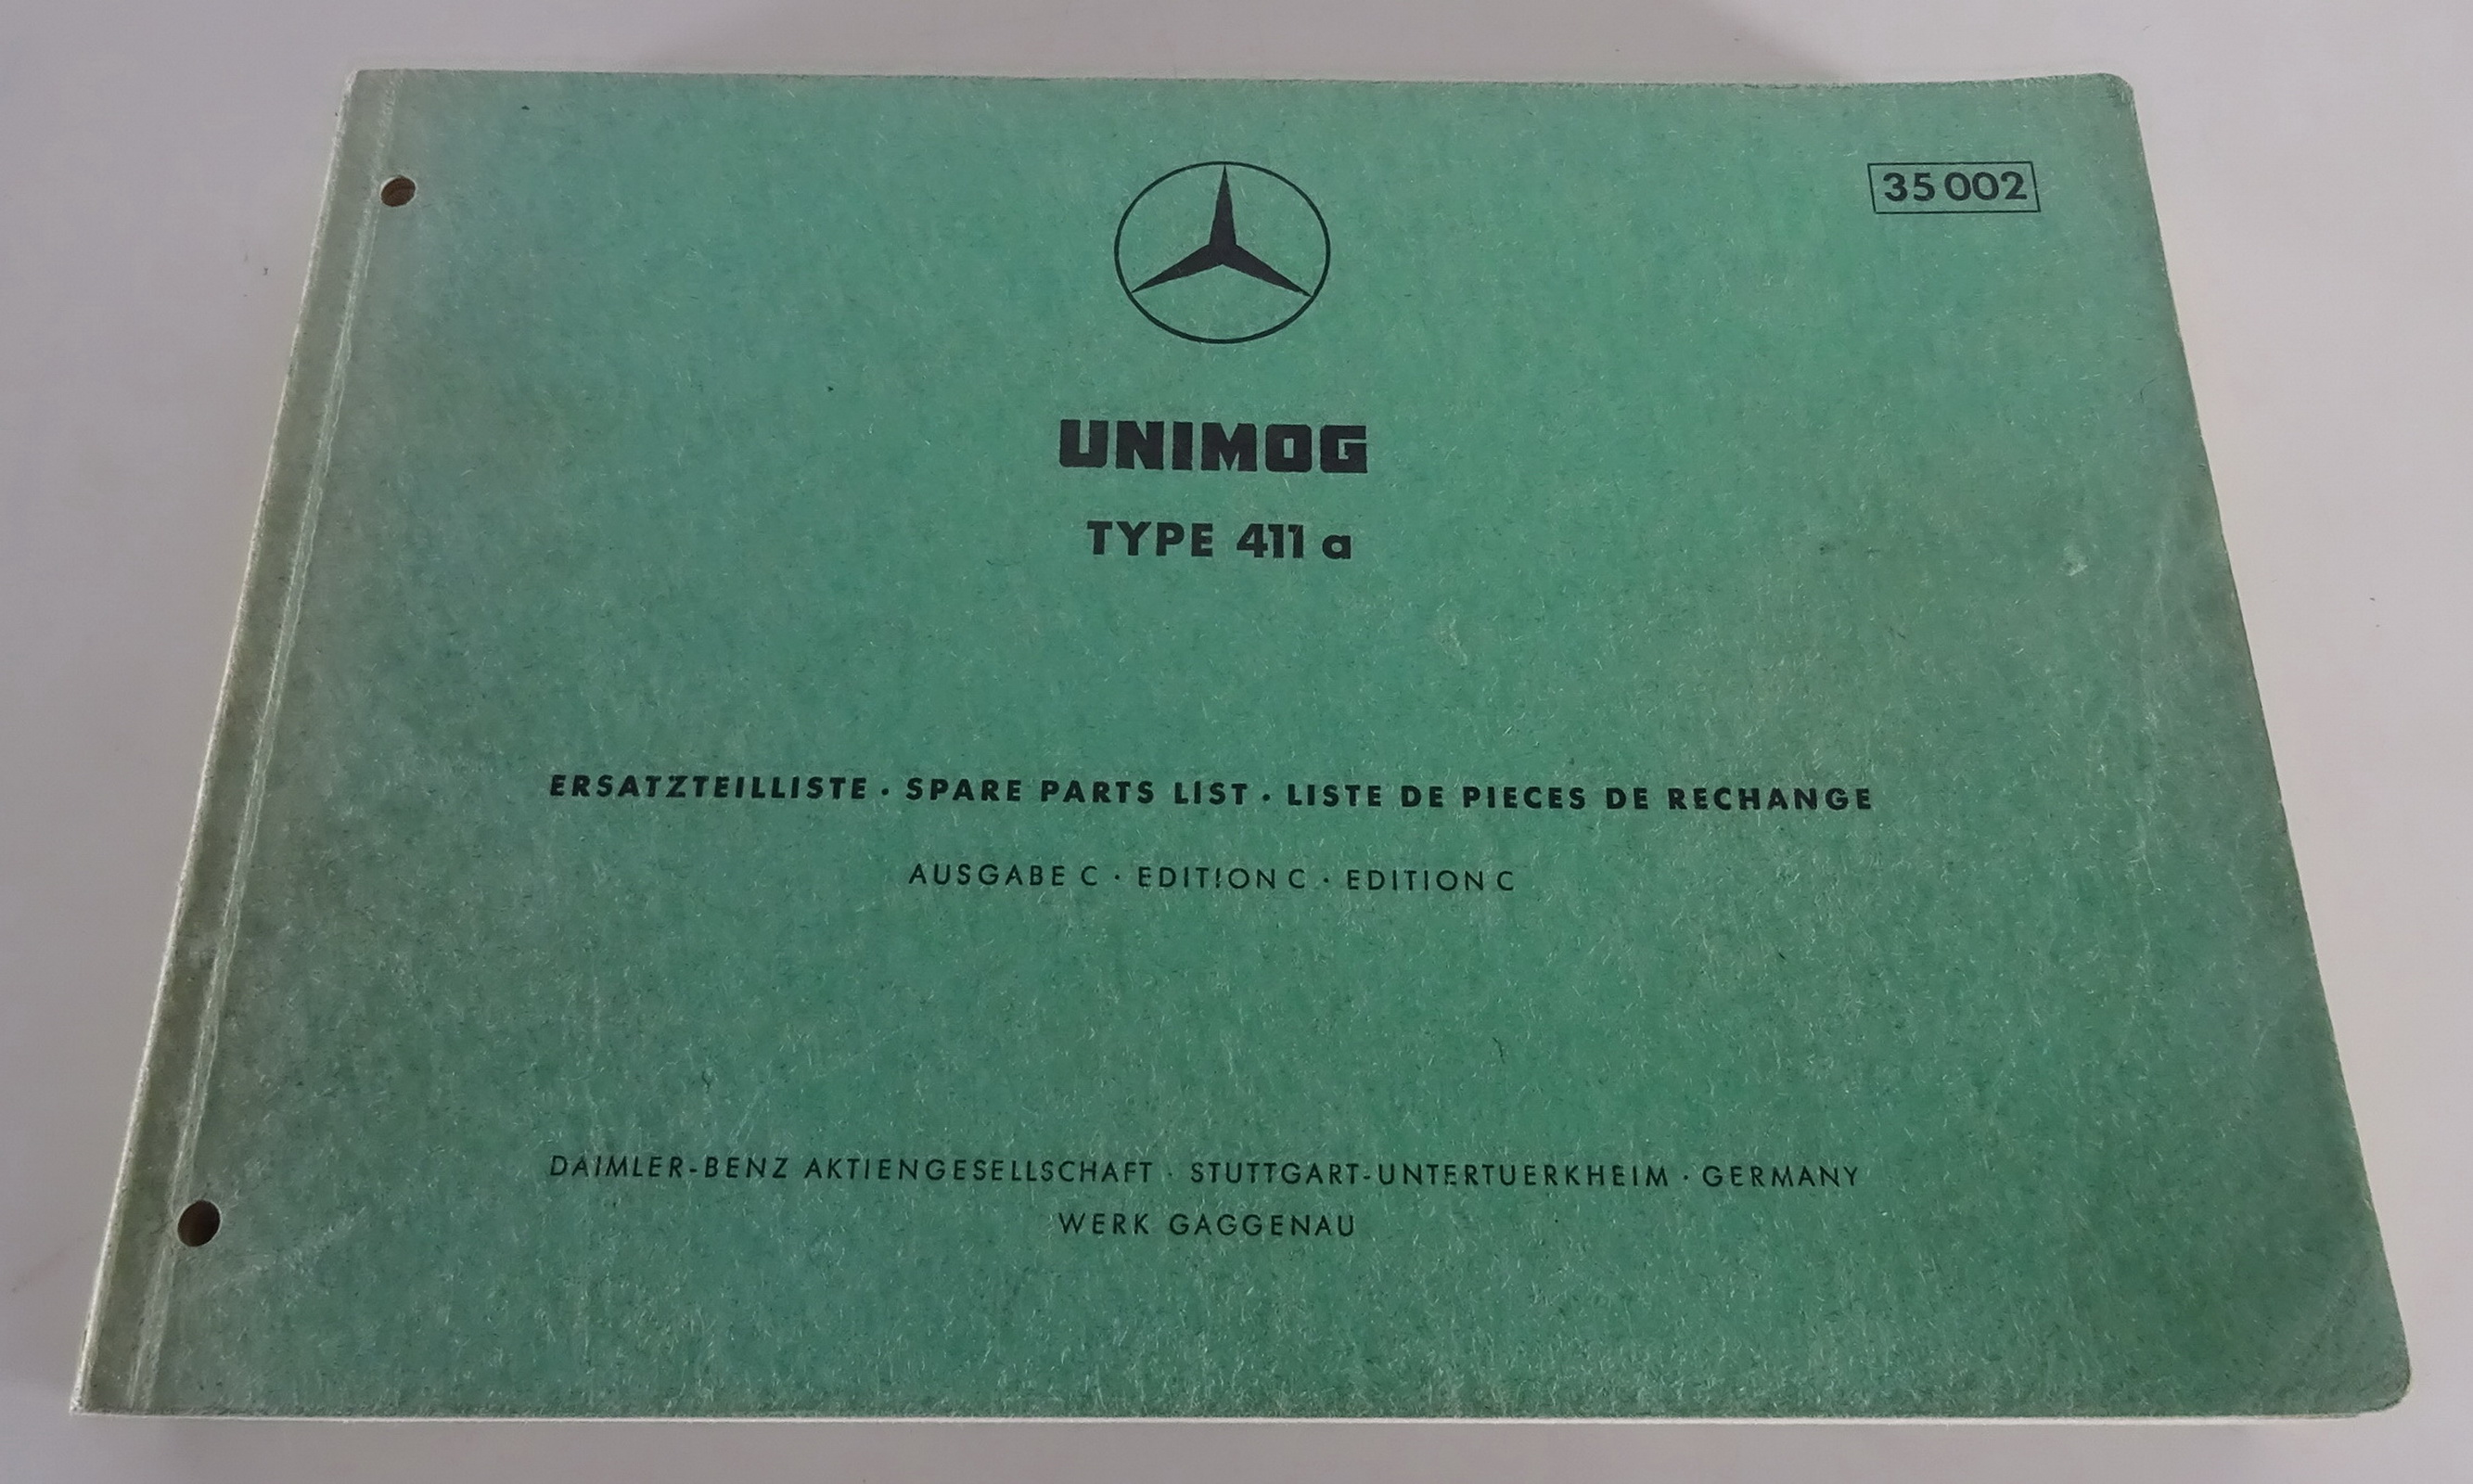 35 002
UNIMOG
TYPE 411 a
ERSATZTEILLISTE · SPARE PARTS LIST · LISTE DE PIECES DE RECHANGE
AUSGABE C · EDITION C · EDITION C
DAIMLER-BENZ AKTIENGESELLSCHAFT · STUTTGART-UNTERTUERKHEIM · GERMANY
WERK GAGGENAU